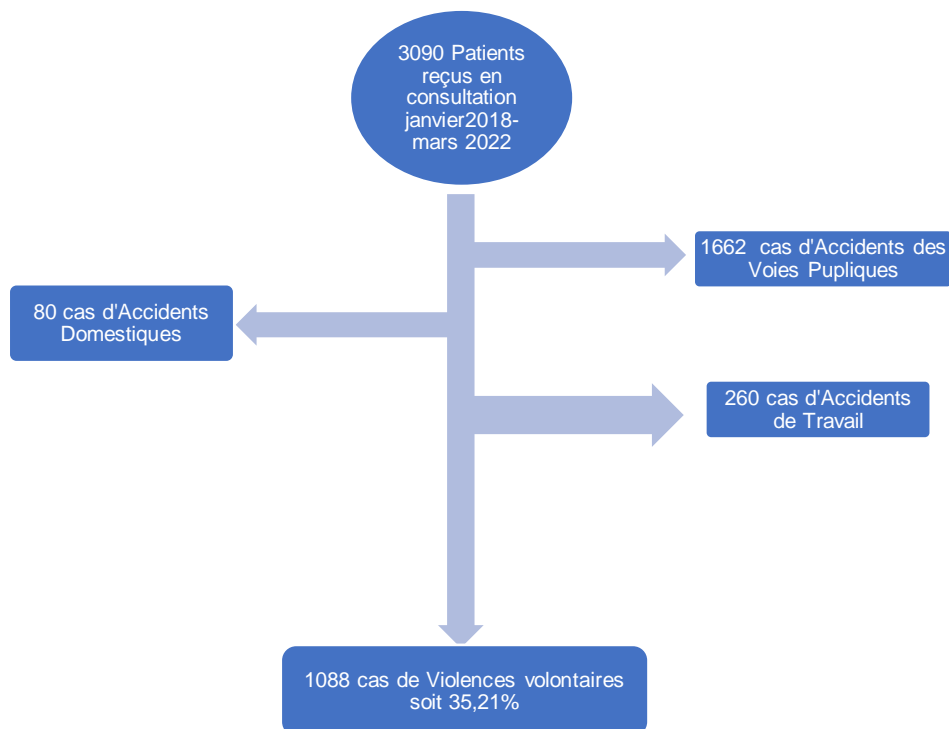 3090 Patients
reçus en
consultation
janvier2018-
mars 2022
1662 cas d'Accidents des
Voies Pupliques
80 cas d'Accidents
Domestiques
260 cas d'Accidents
de Travail
1088 cas de Violences volontaires
soit 35,21%